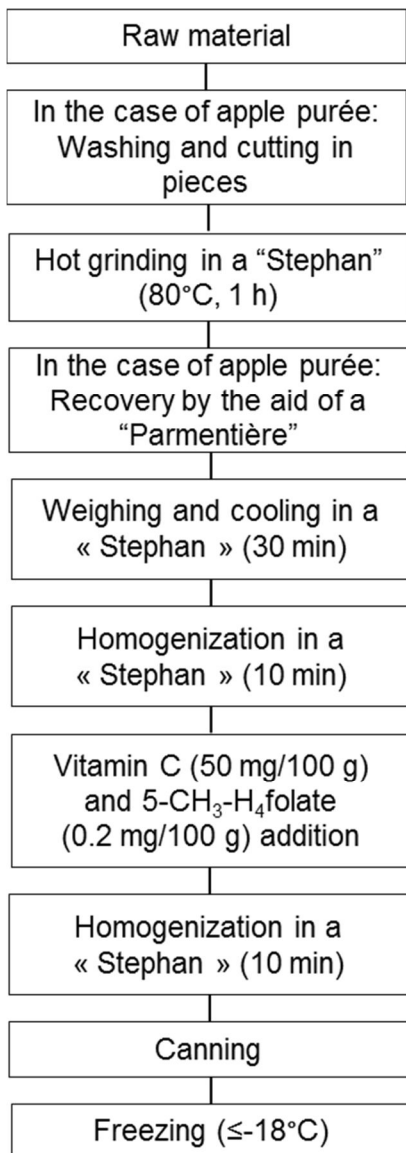 Raw material
In the case of apple purée:
Washing and cutting in
pieces
Hot grinding in a “Stephan”
(80°C, 1 h)
In the case of apple purée:
Recovery by the aid of a
“Parmentière”
Weighing and cooling in a
« Stephan » (30 min)
Homogenization in a
« Stephan » (10 min)
Vitamin C (50 mg/100 g)
and 5-CH₃-H₄folate
(0.2 mg/100 g) addition
Homogenization in a
« Stephan » (10 min)
Canning
Freezing (≤-18°C)